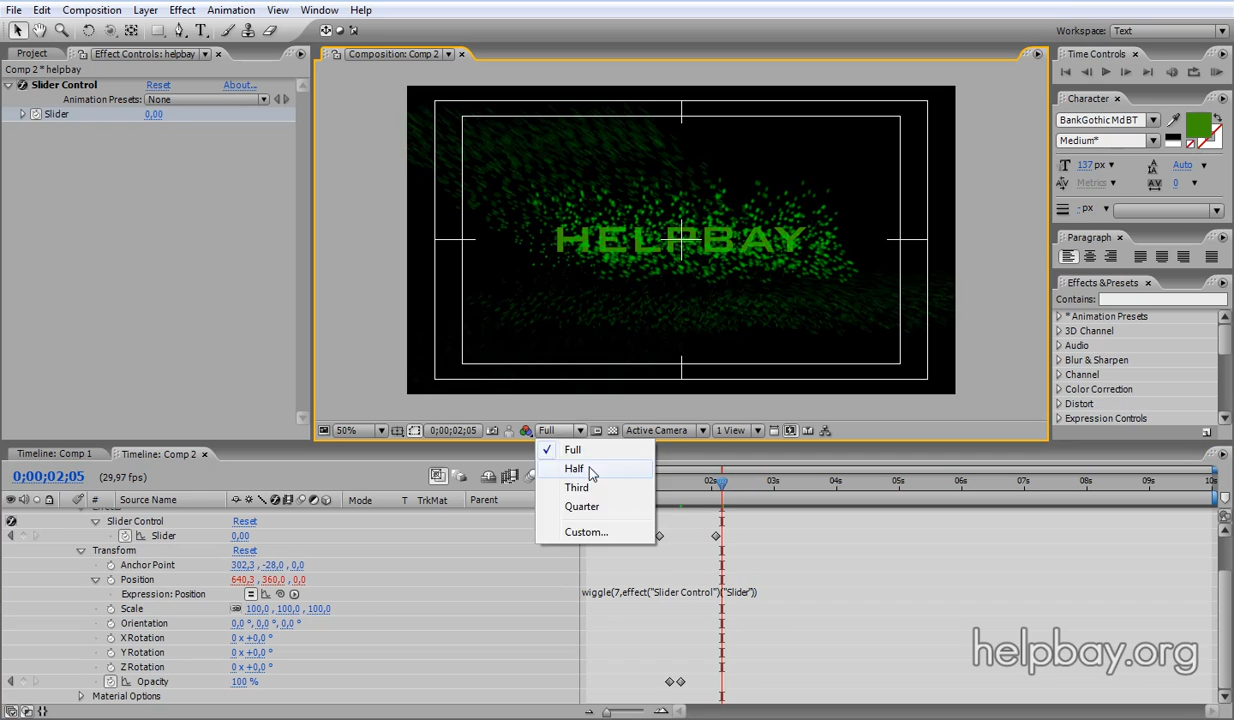 File Edit Composition Layer Effect Animation View Window Help
Workspace: Text
Project Effect Controls: helpbay
Composition: Comp 2
Time Controls
Comp 2 * helpbay
Slider Control Reset About...
Animation Presets: None
Slider 0,00
Character
BankGothic Md BT
Medium*
T 137 px Auto
Metrics 0
- px
Paragraph
Effects & Presets
Contains:
* Animation Presets
3D Channel
Audio
Blur & Sharpen
Channel
Color Correction
Distort
Expression Controls
HELPBAY
50% 0;00;02;05 Full Active Camera 1 View
Full
Half
Third
Quarter
Custom...
Timeline: Comp 1 Timeline: Comp 2
0;00;02;05 (29,97 fps)
# Source Name Mode T TrkMat Parent
02s 03s 04s 05s 06s 07s 08s 09s 10s
Effects
Slider Control Reset
Slider 0,00
Transform Reset
Anchor Point 302,3 , -28,0 , 0,0
Position 640,3 , 360,0 , 0,0
Expression: Position
wiggle(7,effect("Slider Control")("Slider"))
Scale 100,0 , 100,0 , 100,0
Orientation 0,0 °, 0,0 °, 0,0 °
X Rotation 0 x +0,0 °
Y Rotation 0 x +0,0 °
Z Rotation 0 x +0,0 °
Opacity 100 %
Material Options
helpbay.org